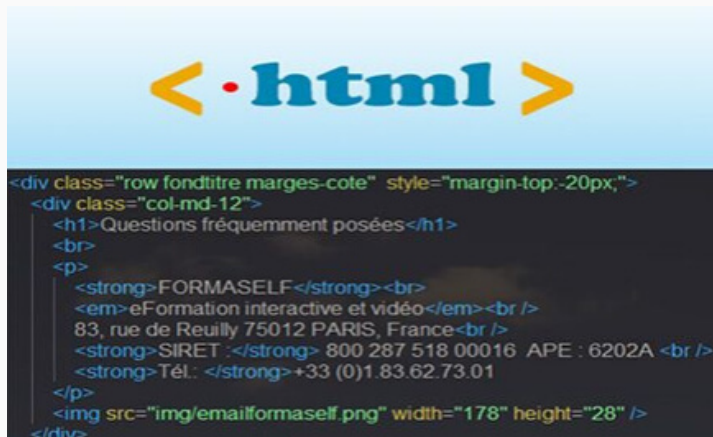 < .html >
<div class="row fondtitre marges-cote" style="margin-top:-20px;">
<div class="col-md-12">
<h1>Questions fréquemment posées</h1>
<br>
<p>
<strong>FORMASELF</strong><br>
<em>eFormation interactive et vidéo</em><br />
83, rue de Reuilly 75012 PARIS, France<br />
<strong>SIRET :</strong> 800 287 518 00016 APE : 6202A <br />
<strong>Tél.: </strong>+33 (0)1.83.62.73.01
</p>
<img src="img/emailformaself.png" width="178" height="28" />
</div>